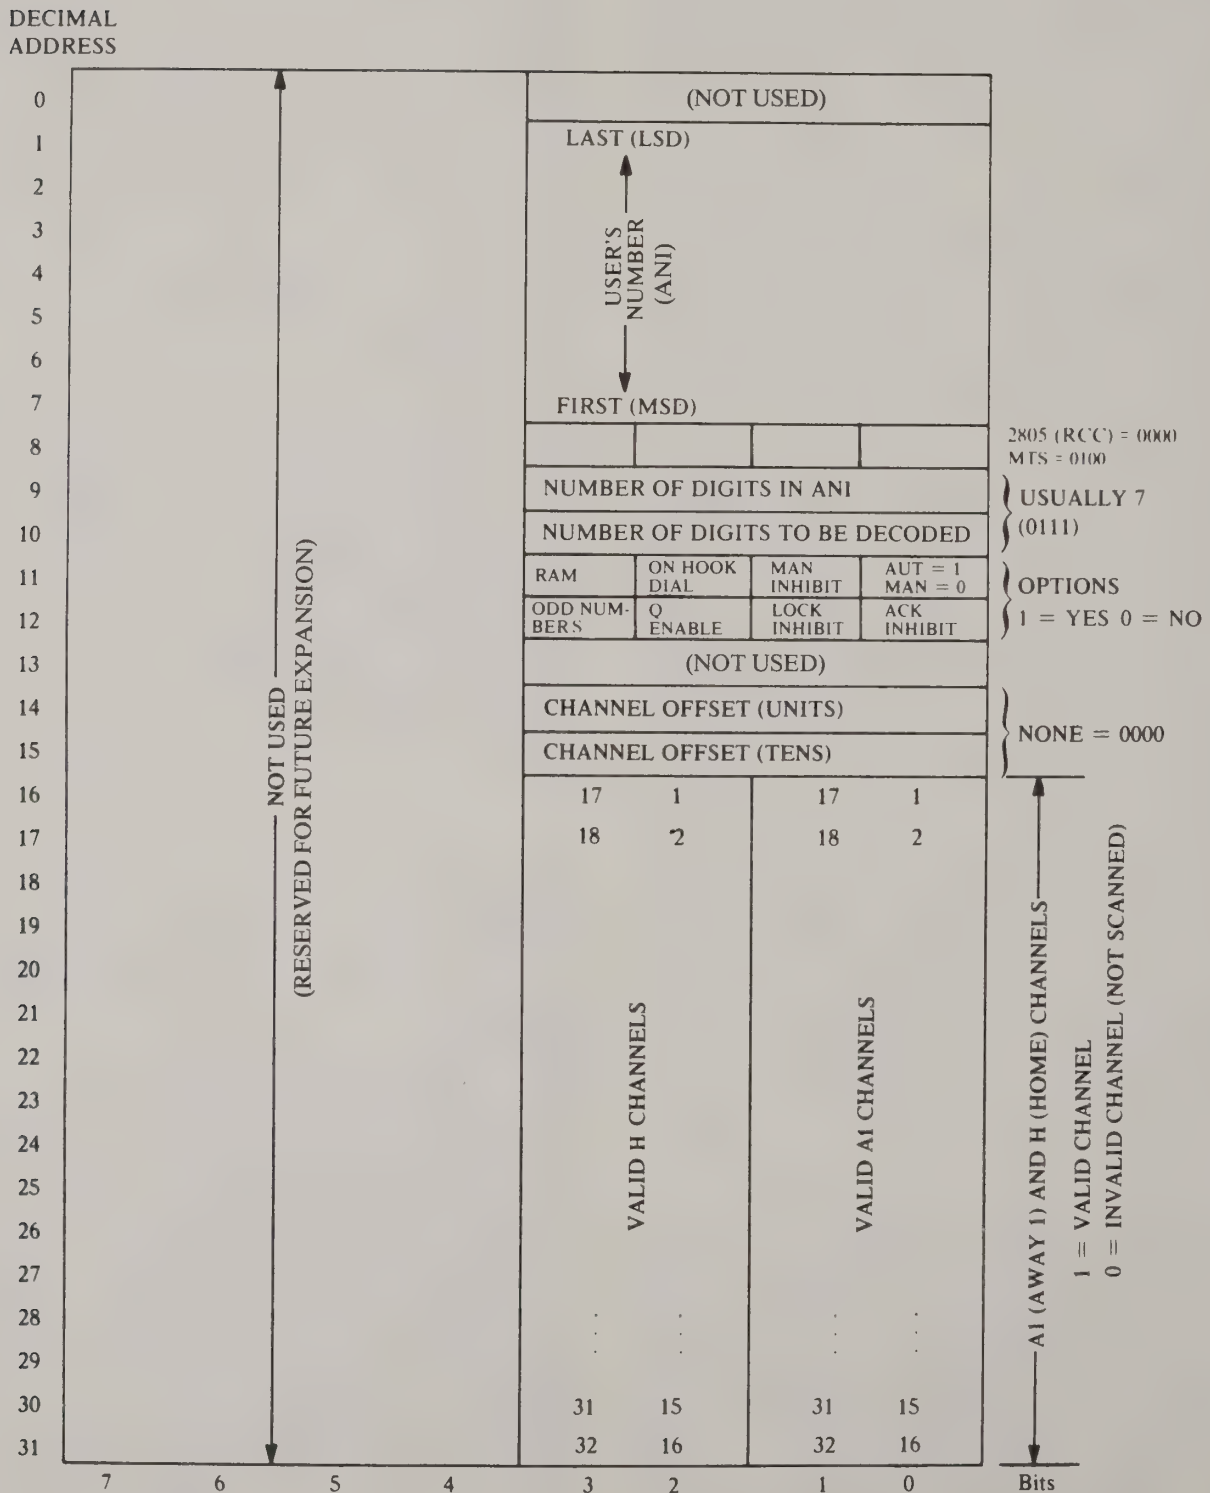 DECIMAL
ADDRESS
0 (NOT USED)
1 LAST (LSD)
2
3
4
5
6
USER'S
NUMBER
(ANI)
7 FIRST (MSD)
8 2805 (RCC) = 0000
MTS = 0100
9 NUMBER OF DIGITS IN ANI
10 NUMBER OF DIGITS TO BE DECODED
USUALLY 7
(0111)
11 RAM ON HOOK DIAL MAN INHIBIT AUT = 1 MAN = 0
12 ODD NUM-BERS Q ENABLE LOCK INHIBIT ACK INHIBIT
OPTIONS
1 = YES 0 = NO
13 (NOT USED)
14 CHANNEL OFFSET (UNITS)
15 CHANNEL OFFSET (TENS)
NONE = 0000
NOT USED
(RESERVED FOR FUTURE EXPANSION)
16 17 1 17 1
17 18 2 18 2
18
19
20
21
22
23
24
25
26
27
28
29
VALID H CHANNELS
VALID A1 CHANNELS
A1 (AWAY 1) AND H (HOME) CHANNELS
1 = VALID CHANNEL
0 = INVALID CHANNEL (NOT SCANNED)
30 31 15 31 15
31 32 16 32 16
7 6 5 4 3 2 1 0 Bits